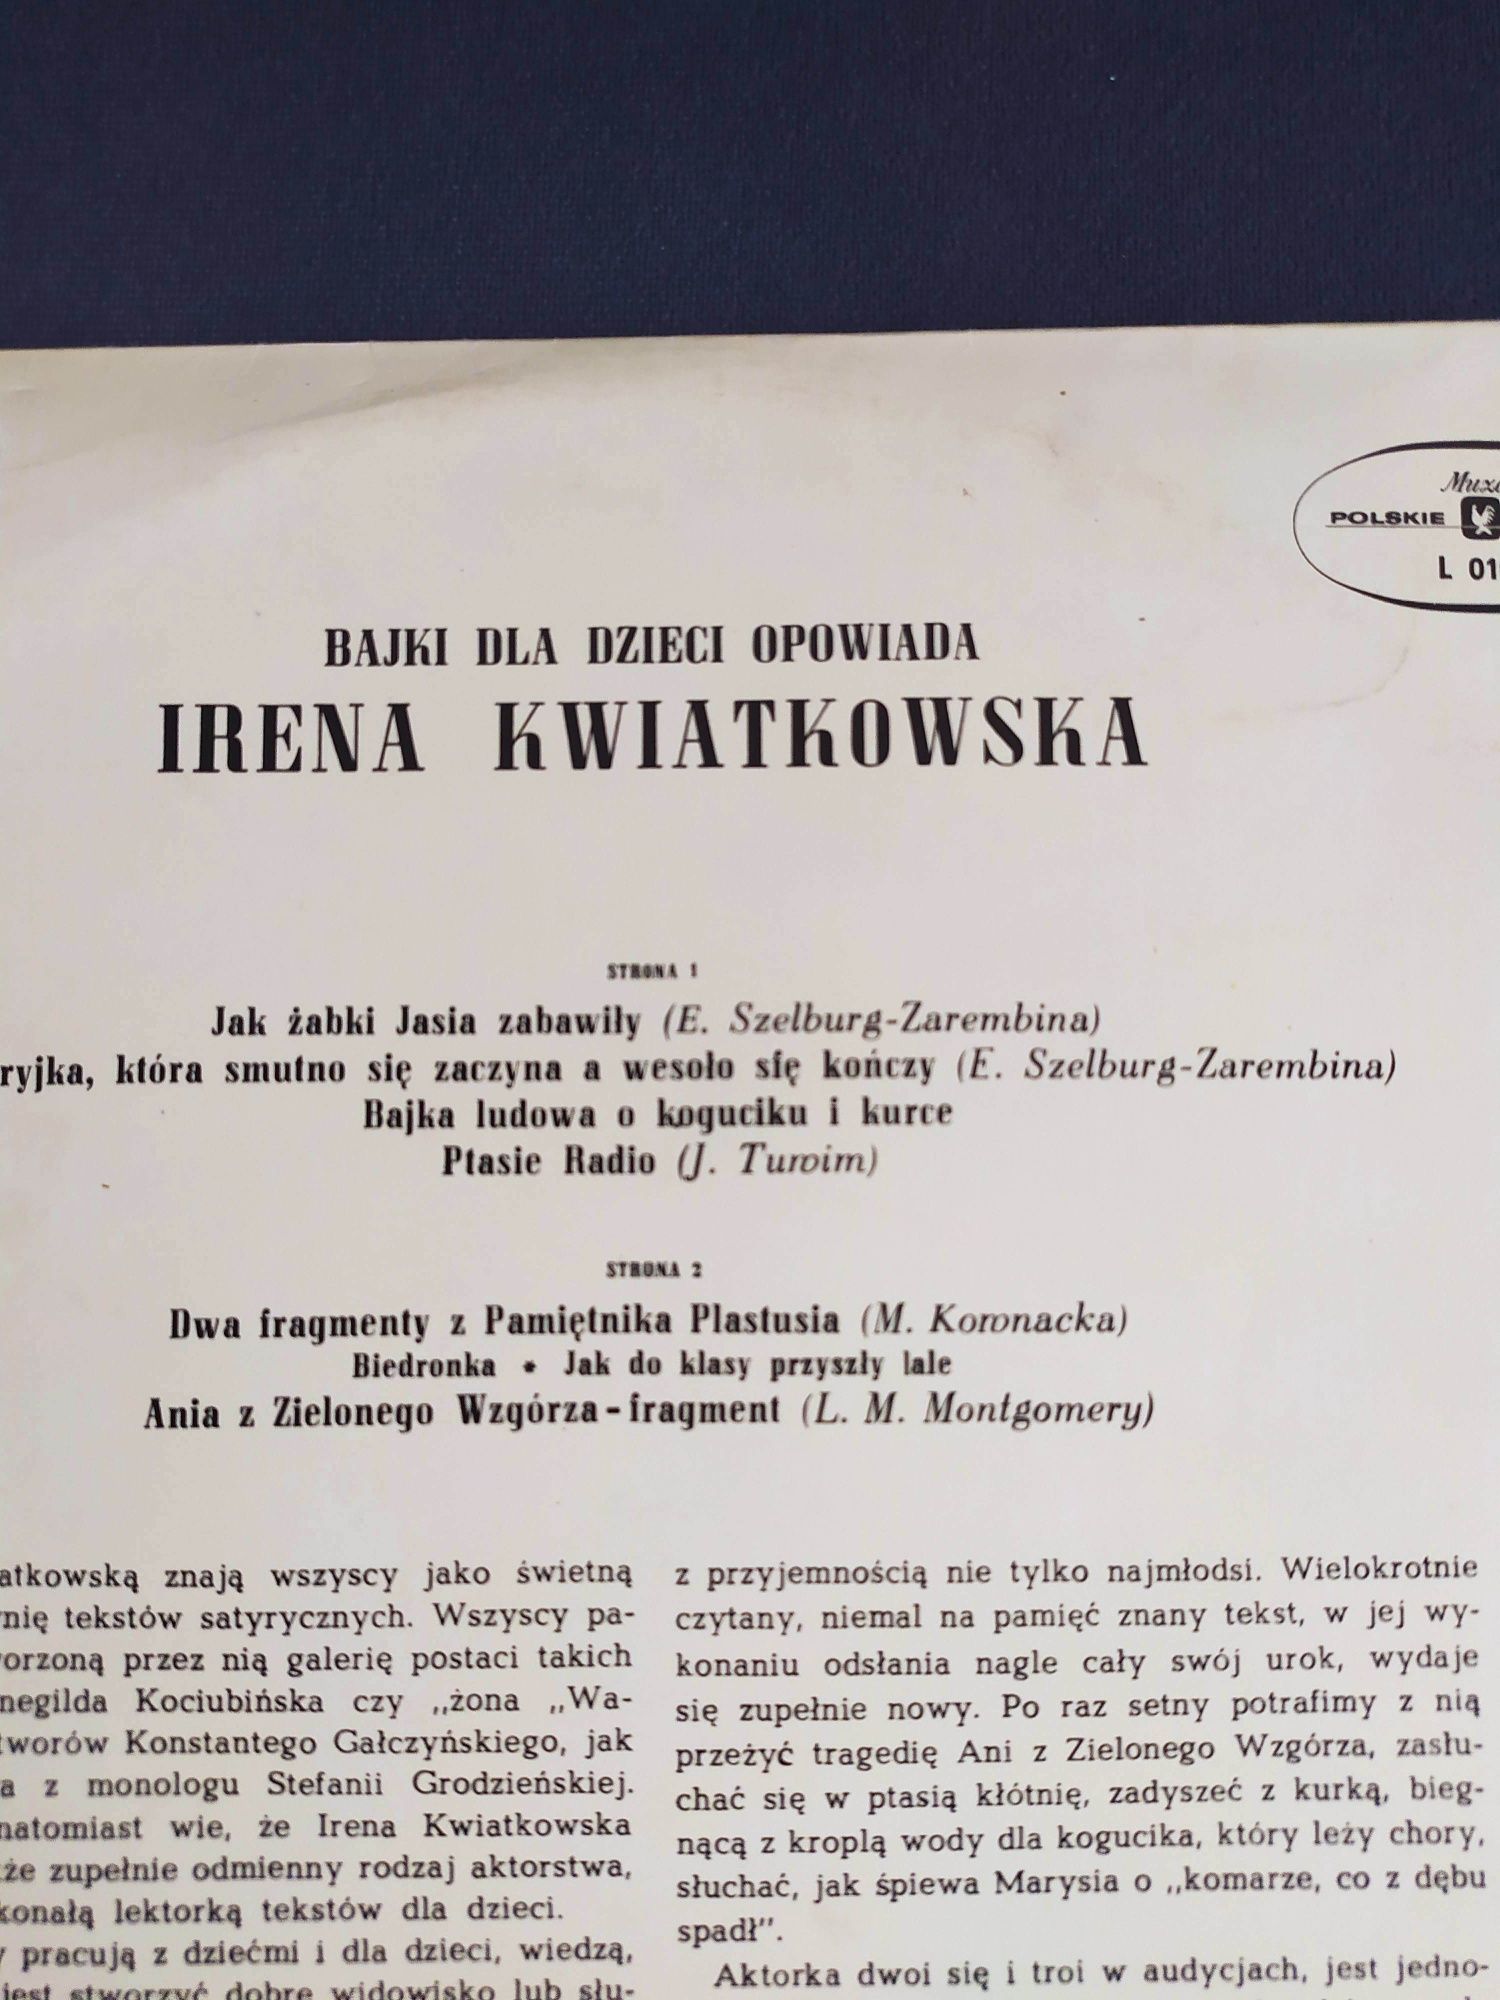 POLSKIE
L 01
BAJKI DLA DZIECI OPOWIADA
IRENA KWIATKOWSKA
STRONA 1
Jak żabki Jasia zabawiły (E. Szelburg-Zarembina)
ryjka, która smutno się zaczyna a wesoło się kończy (E. Szelburg-Zarembina)
Bajka ludowa o koguciku i kurce
Ptasie Radio (J. Tuwim)
STRONA 2
Dwa fragmenty z Pamiętnika Plastusia (M. Kownacka)
Biedronka • Jak do klasy przyszły lale
Ania z Zielonego Wzgórza-fragment (L. M. Montgomery)
atkowską znają wszyscy jako świetną
nię tekstów satyrycznych. Wszyscy pa-
orzoną przez nią galerię postaci takich
negilda Kociubińska czy „żona „Wa-
tworów Konstantego Gałczyńskiego, jak
a z monologu Stefanii Grodzieńskiej.
natomiast wie, że Irena Kwiatkowska
że zupełnie odmienny rodzaj aktorstwa,
konałą lektorką tekstów dla dzieci.
y pracują z dziećmi i dla dzieci, wiedzą,
jest stworzyć dobre widowisko lub słu-
z przyjemnością nie tylko najmłodsi. Wielokrotnie
czytany, niemal na pamięć znany tekst, w jej wy-
konaniu odsłania nagle cały swój urok, wydaje
się zupełnie nowy. Po raz setny potrafimy z nią
przeżyć tragedię Ani z Zielonego Wzgórza, zasłu-
chać się w ptasią kłótnię, zadyszeć z kurką, bieg-
nącą z kroplą wody dla kogucika, który leży chory,
słuchać, jak śpiewa Marysia o „komarze, co z dębu
spadł”.
Aktorka dwoi się i troi w audycjach, jest jedno-